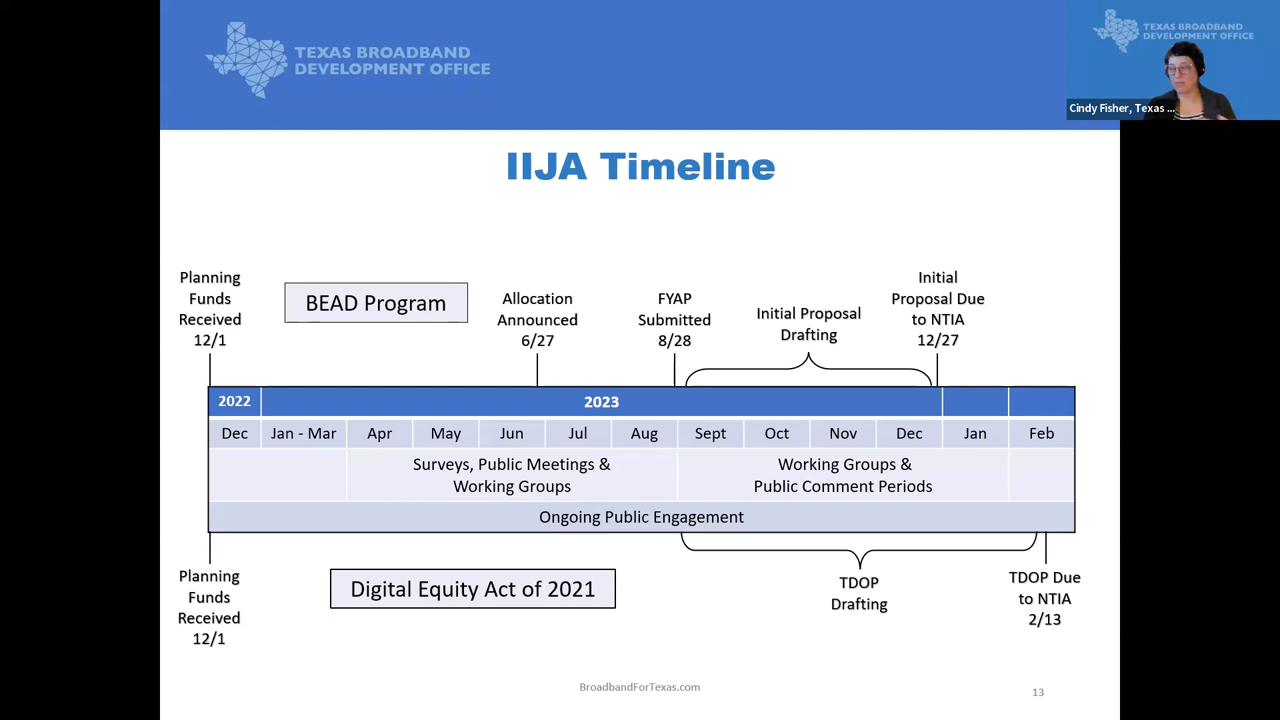 TEXAS BROADBAND
DEVELOPMENT OFFICE
TEXAS BROADBAND
DEVELOPMENT OFFICE
Cindy Fisher, Texas ...
IIJA Timeline
Planning
Funds
Received
12/1
BEAD Program
Allocation
Announced
6/27
FYAP
Submitted
8/28
Initial Proposal
Drafting
Initial
Proposal Due
to NTIA
12/27
2022
2023
Dec
Jan - Mar
Apr
May
Jun
Jul
Aug
Sept
Oct
Nov
Dec
Jan
Feb
Surveys, Public Meetings &
Working Groups
Working Groups &
Public Comment Periods
Ongoing Public Engagement
Planning
Funds
Received
12/1
Digital Equity Act of 2021
TDOP
Drafting
TDOP Due
to NTIA
2/13
BroadbandForTexas.com
13